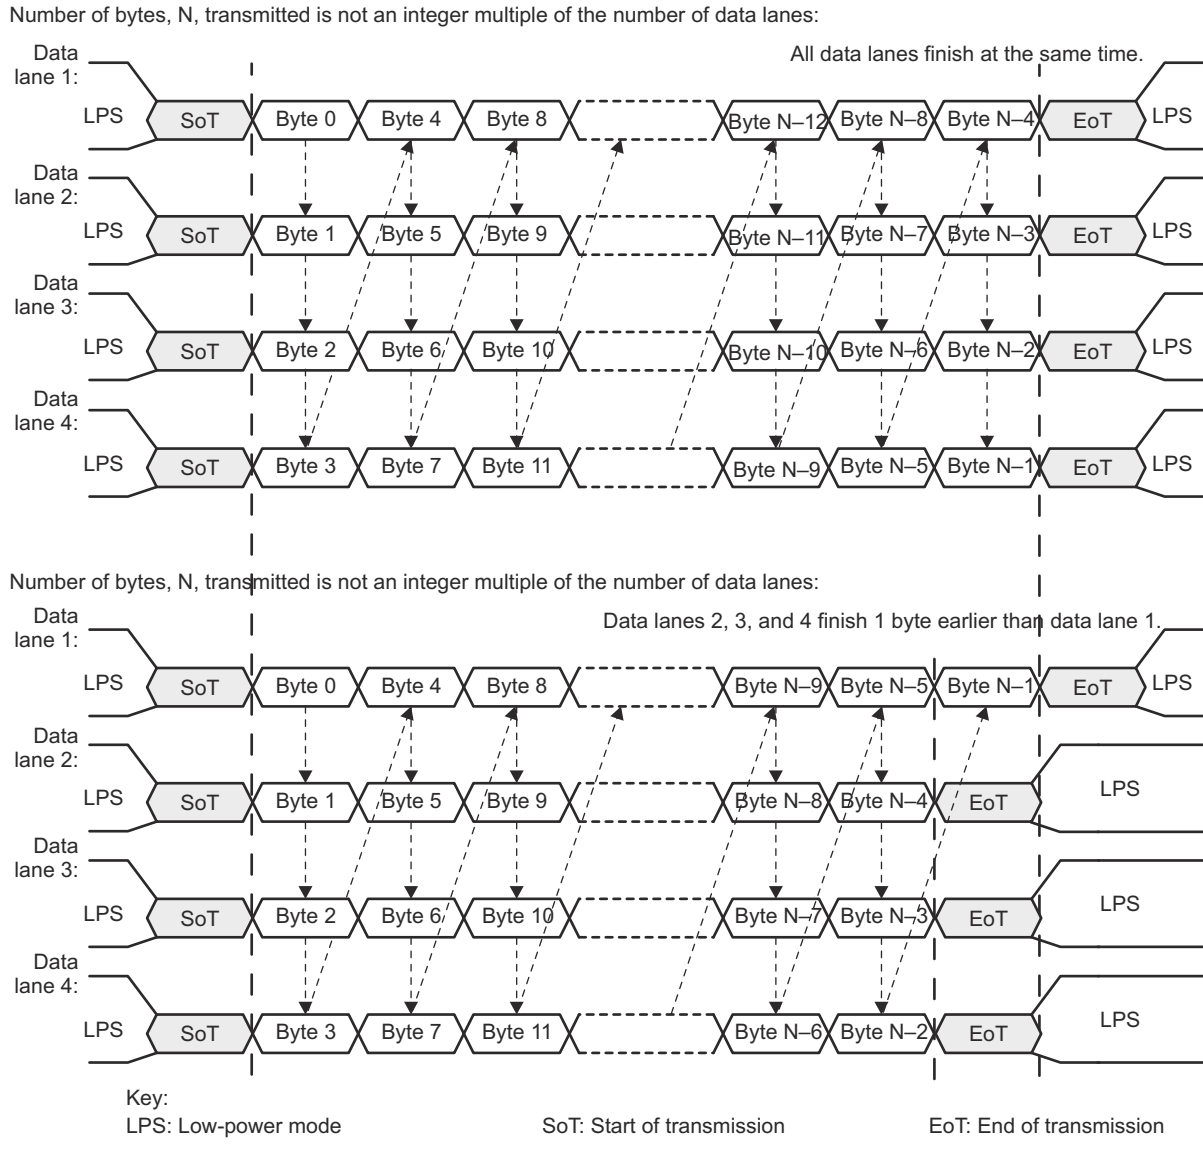 Number of bytes, N, transmitted is not an integer multiple of the number of data lanes:
All data lanes finish at the same time.
Data
lane 1:
LPS SoT Byte 0 Byte 4 Byte 8 Byte N–12 Byte N–8 Byte N–4 EoT LPS
Data
lane 2:
LPS SoT Byte 1 Byte 5 Byte 9 Byte N–11 Byte N–7 Byte N–3 EoT LPS
Data
lane 3:
LPS SoT Byte 2 Byte 6 Byte 10 Byte N–10 Byte N–6 Byte N–2 EoT LPS
Data
lane 4:
LPS SoT Byte 3 Byte 7 Byte 11 Byte N–9 Byte N–5 Byte N–1 EoT LPS
Number of bytes, N, transmitted is not an integer multiple of the number of data lanes:
Data lanes 2, 3, and 4 finish 1 byte earlier than data lane 1.
Data
lane 1:
LPS SoT Byte 0 Byte 4 Byte 8 Byte N–9 Byte N–5 Byte N–1 EoT LPS
Data
lane 2:
LPS SoT Byte 1 Byte 5 Byte 9 Byte N–8 Byte N–4 EoT LPS
Data
lane 3:
LPS SoT Byte 2 Byte 6 Byte 10 Byte N–7 Byte N–3 EoT LPS
Data
lane 4:
LPS SoT Byte 3 Byte 7 Byte 11 Byte N–6 Byte N–2 EoT LPS
Key:
LPS: Low-power mode SoT: Start of transmission EoT: End of transmission